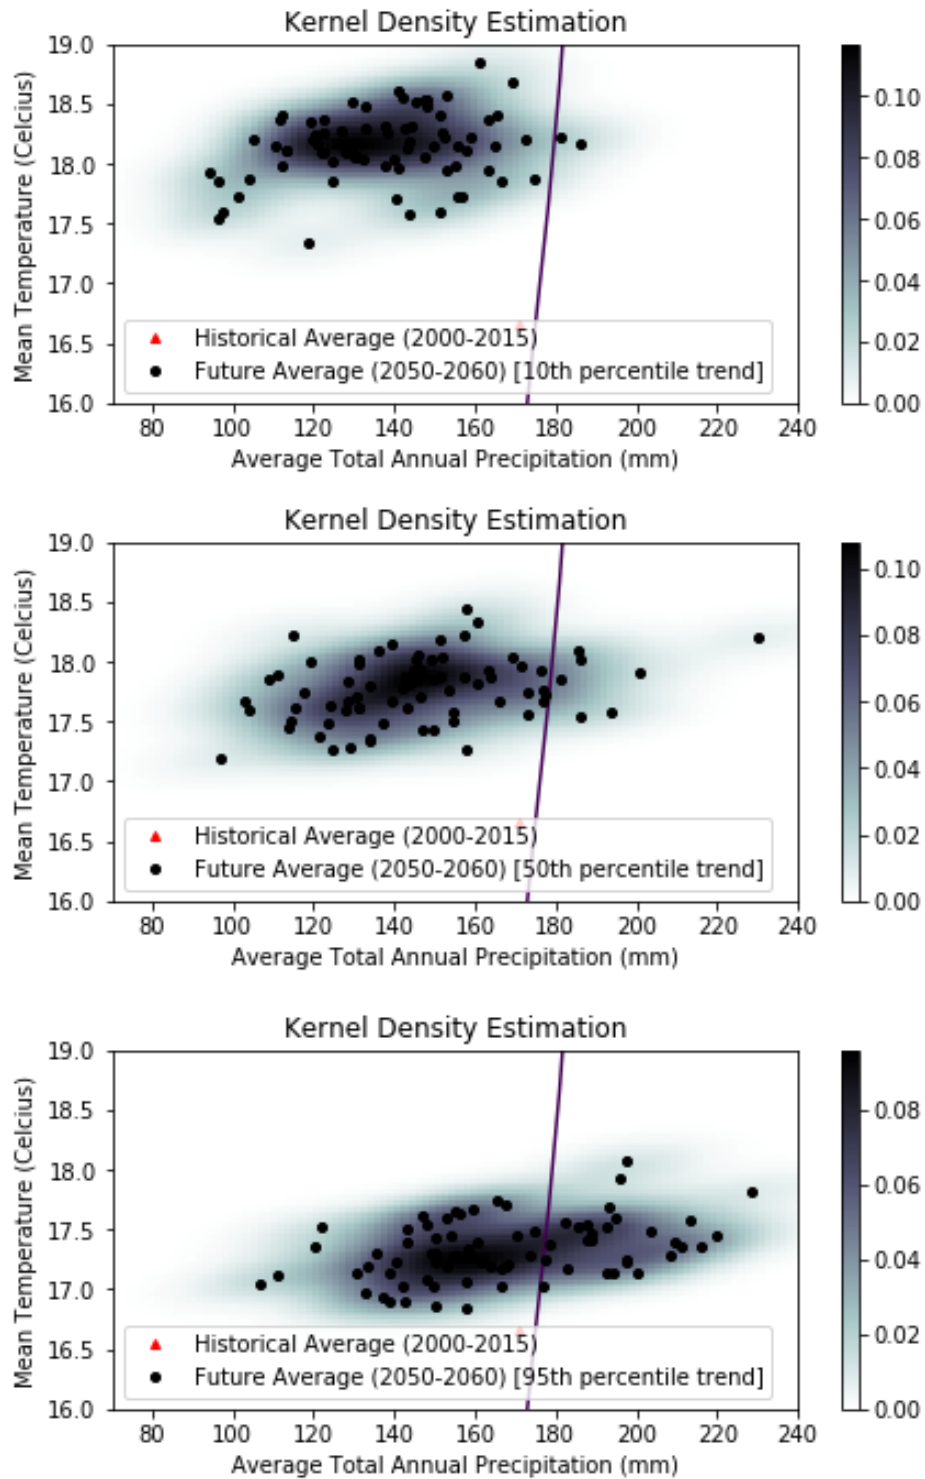 Kernel Density Estimation
19.0
18.5
18.0
17.5
17.0
16.5
16.0
Mean Temperature (Celcius)
Historical Average (2000-2015)
Future Average (2050-2060) [10th percentile trend]
80 100 120 140 160 180 200 220 240
Average Total Annual Precipitation (mm)
0.10
0.08
0.06
0.04
0.02
0.00
Kernel Density Estimation
19.0
18.5
18.0
17.5
17.0
16.5
16.0
Mean Temperature (Celcius)
Historical Average (2000-2015)
Future Average (2050-2060) [50th percentile trend]
80 100 120 140 160 180 200 220 240
Average Total Annual Precipitation (mm)
0.10
0.08
0.06
0.04
0.02
0.00
Kernel Density Estimation
19.0
18.5
18.0
17.5
17.0
16.5
16.0
Mean Temperature (Celcius)
Historical Average (2000-2015)
Future Average (2050-2060) [95th percentile trend]
80 100 120 140 160 180 200 220 240
Average Total Annual Precipitation (mm)
0.08
0.06
0.04
0.02
0.00